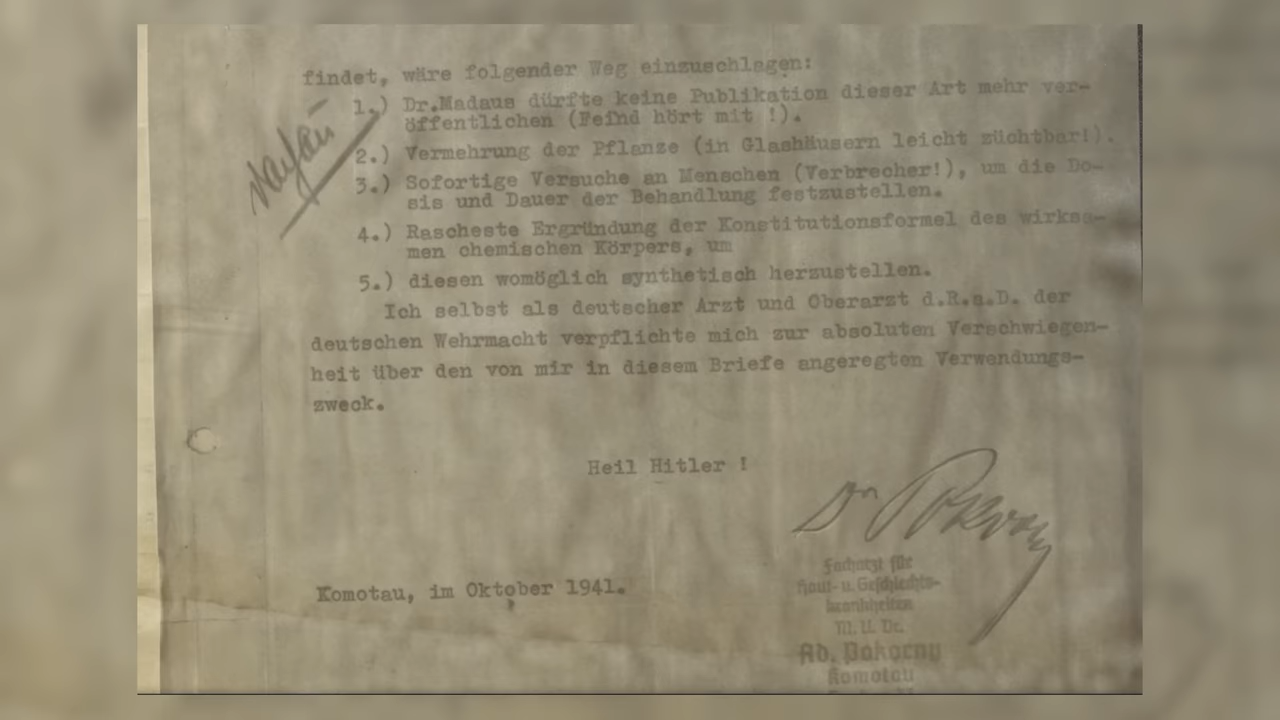 findet, wäre folgender Weg einzuschlagen:
1.) Dr.Madaus dürfte keine Publikation dieser Art mehr ver-
öffentlichen (Feind hört mit !).
2.) Vermehrung der Pflanze (in Glashäusern leicht züchtbar!).
3.) Sofortige Versuche an Menschen (Verbrecher!), um die Do-
sis und Dauer der Behandlung festzustellen.
4.) Rascheste Ergründung der Konstitutionsformel des wirksa-
men chemischen Körpers, um
5.) diesen womöglich synthetisch herzustellen.
Ich selbst als deutscher Arzt und Oberarzt d.R.a.D. der
deutschen Wehrmacht verpflichte mich zur absoluten Verschwiegen-
heit über den von mir in diesem Briefe angeregten Verwendungs-
zweck.
Heil Hitler !
Dr Pokorny
Komotau, im Oktober 1941.
Facharzt für
Haut- u. Geschlechts-
krankheiten
M. U. Dr.
Ad. Pokorny
Komotau